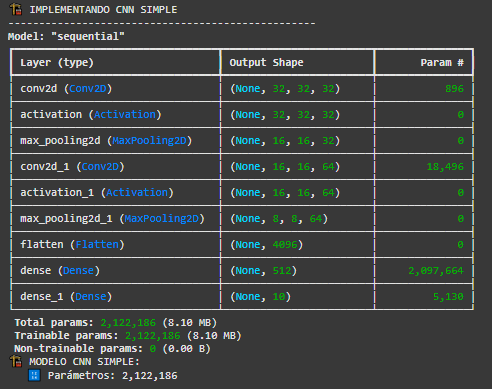 🏗️ IMPLEMENTANDO CNN SIMPLE
--------------------------------------------------
Model: "sequential"
Layer (type) Output Shape Param #
conv2d (Conv2D) (None, 32, 32, 32) 896
activation (Activation) (None, 32, 32, 32) 0
max_pooling2d (MaxPooling2D) (None, 16, 16, 32) 0
conv2d_1 (Conv2D) (None, 16, 16, 64) 18,496
activation_1 (Activation) (None, 16, 16, 64) 0
max_pooling2d_1 (MaxPooling2D) (None, 8, 8, 64) 0
flatten (Flatten) (None, 4096) 0
dense (Dense) (None, 512) 2,097,664
dense_1 (Dense) (None, 10) 5,130
Total params: 2,122,186 (8.10 MB)
Trainable params: 2,122,186 (8.10 MB)
Non-trainable params: 0 (0.00 B)
🏗️ MODELO CNN SIMPLE:
🔢 Parámetros: 2,122,186